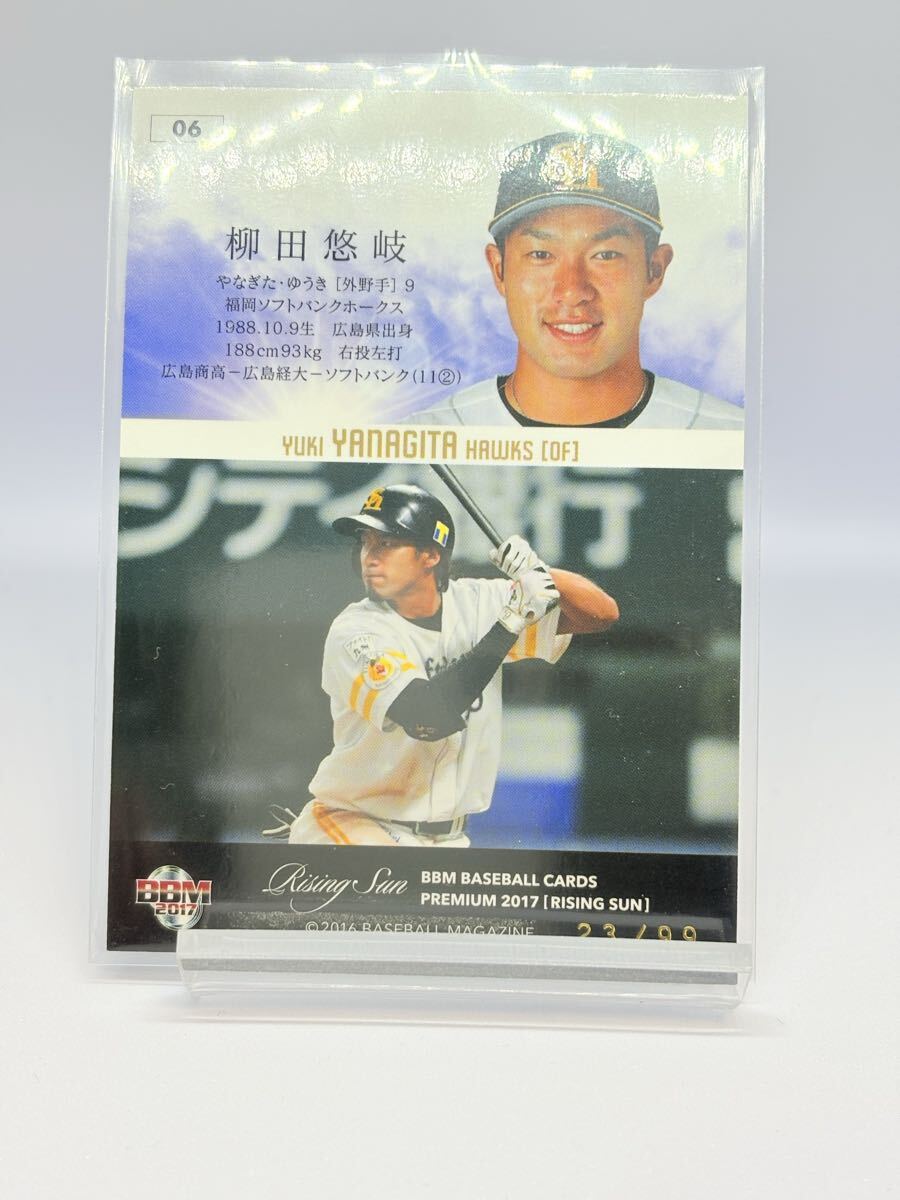 06
柳田悠岐
やなぎた・ゆうき［外野手］9
福岡ソフトバンクホークス
1988.10.9生　広島県出身
188cm93kg　右投左打
広島商高－広島経大－ソフトバンク(11②)
YUKI YANAGITA HAWKS [OF]
BBM
2017
Rising Sun
BBM BASEBALL CARDS
PREMIUM 2017 [RISING SUN]
©2016 BASEBALL MAGAZINE
23/99